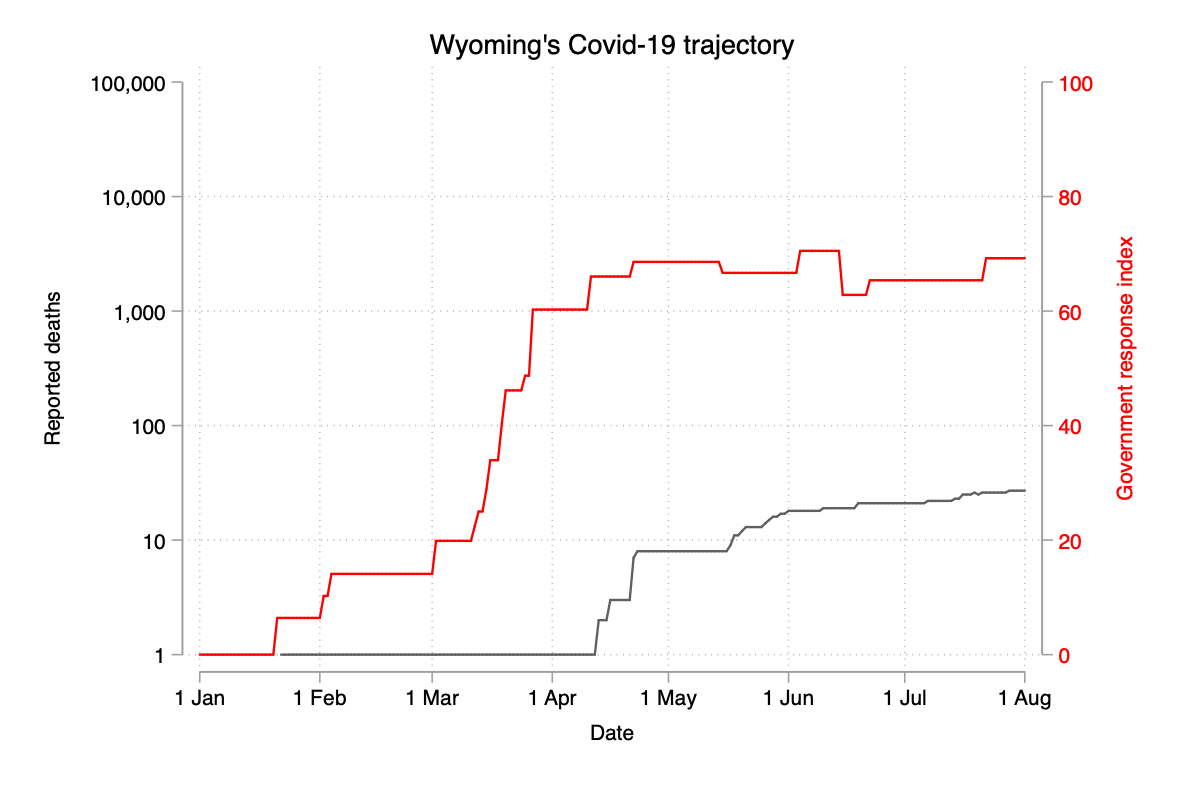 Wyoming's Covid-19 trajectory
100,000
10,000
1,000
100
10
1
Reported deaths
100
80
60
40
20
0
Government response index
1 Jan
1 Feb
1 Mar
1 Apr
1 May
1 Jun
1 Jul
1 Aug
Date